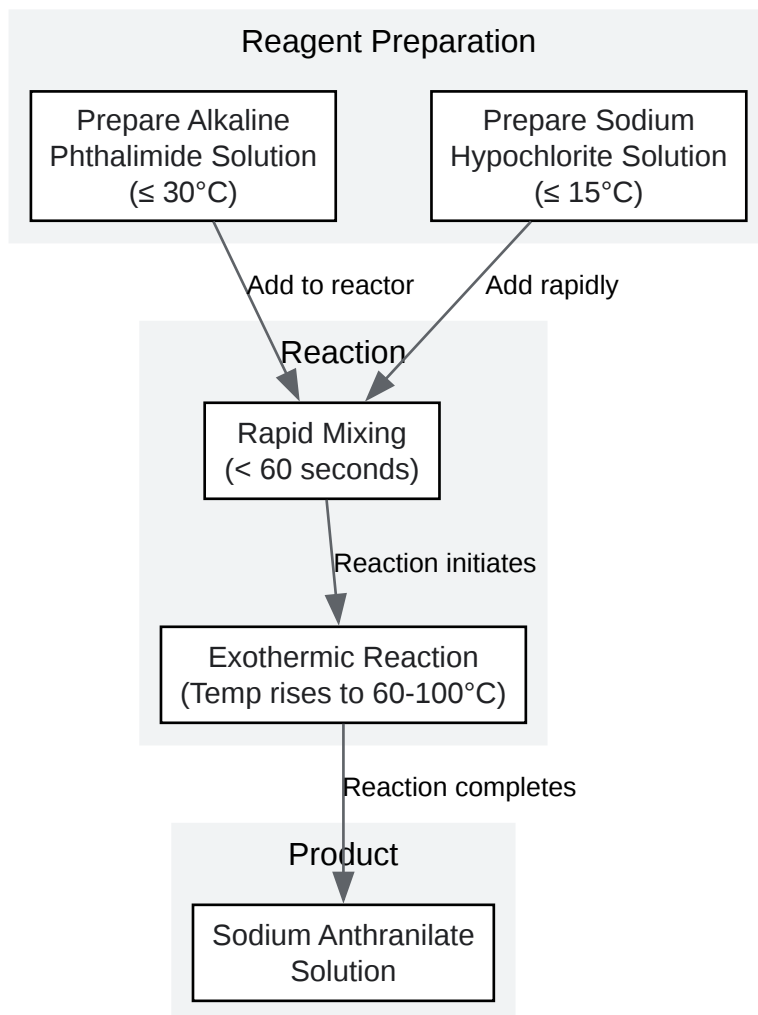 Reagent Preparation
Prepare Alkaline
Phthalimide Solution
(≤ 30°C)
Prepare Sodium
Hypochlorite Solution
(≤ 15°C)
Add to reactor
Add rapidly
Reaction
Rapid Mixing
(< 60 seconds)
Reaction initiates
Exothermic Reaction
(Temp rises to 60-100°C)
Reaction completes
Product
Sodium Anthranilate
Solution